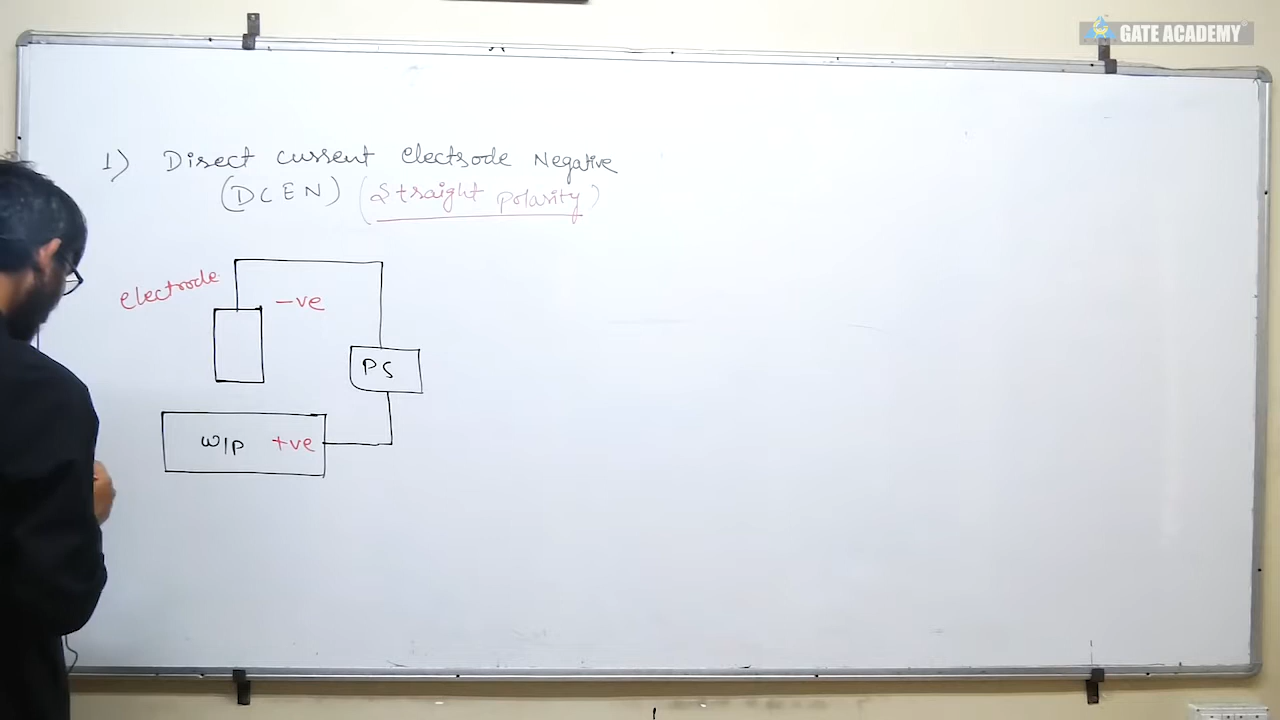 GATE ACADEMY
1) Direct current electrode Negative
(DCEN) (Straight polarity)
electrode
-ve
PS
W/P +ve